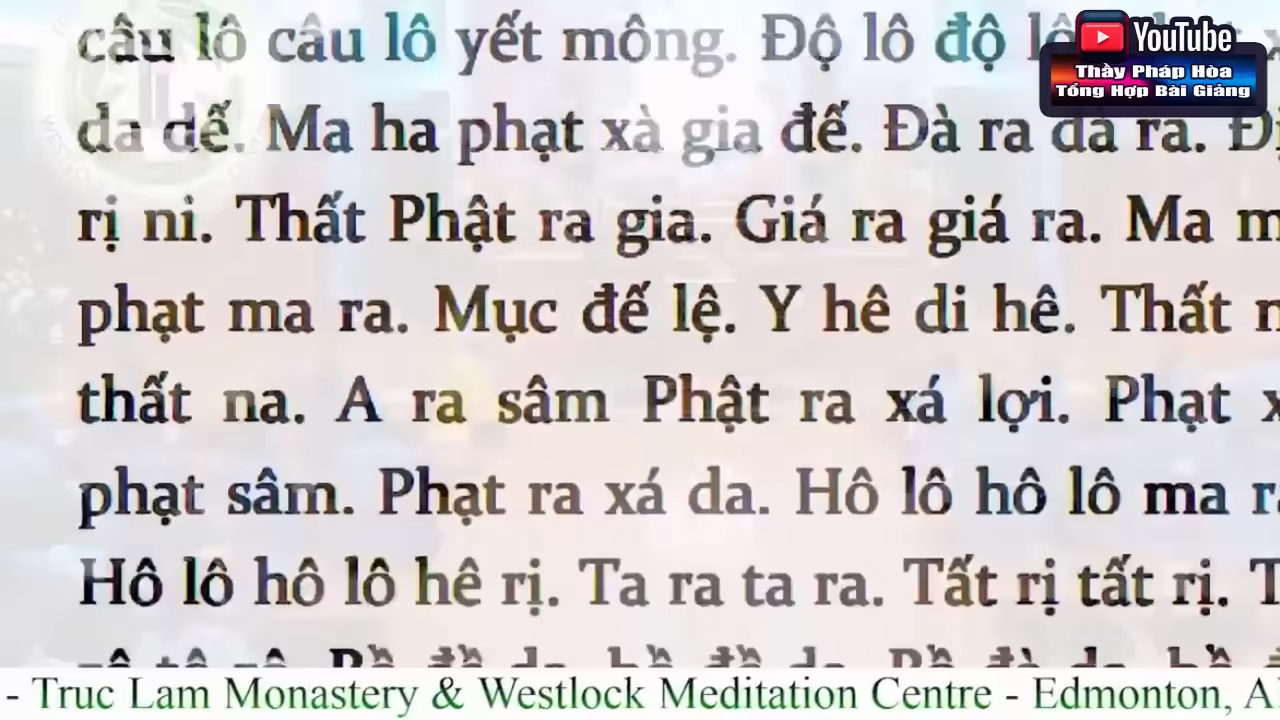 câu lô câu lô yết mông. Độ lô độ lô
YouTube
Thầy Pháp Hòa
Tổng Hợp Bài Giảng
da dế. Ma ha phạt xà gia đế. Đà ra đà ra.
rị ni. Thất Phật ra gia. Giá ra giá ra. Ma
phạt ma ra. Mục đế lệ. Y hê di hê. Thất
thất na. A ra sâm Phật ra xá lợi. Phạt
phạt sâm. Phạt ra xá da. Hô lô hô lô ma
Hô lô hô lô hê rị. Ta ra ta ra. Tất rị tất rị.
- Truc Lam Monastery & Westlock Meditation Centre - Edmonton,